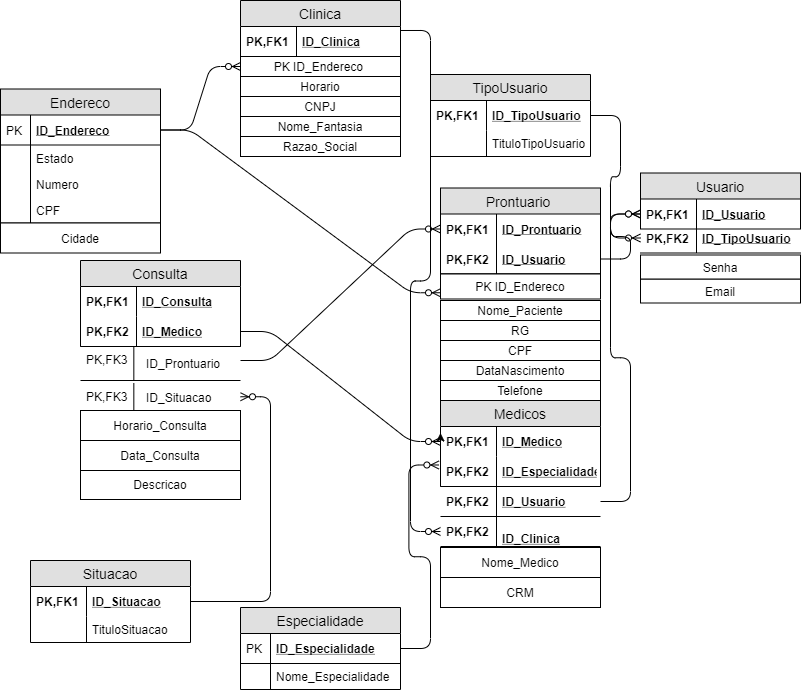 Clinica
PK,FK1 ID_Clinica
PK ID_Endereco
Horario
CNPJ
Nome_Fantasia
Razao_Social
TipoUsuario
PK,FK1 ID_TipoUsuario
TituloTipoUsuario
Endereco
PK ID_Endereco
Estado
Numero
CPF
Cidade
Usuario
PK,FK1 ID_Usuario
PK,FK2 ID_TipoUsuario
Senha
Email
Prontuario
PK,FK1 ID_Prontuario
PK,FK2 ID_Usuario
PK ID_Endereco
Nome_Paciente
RG
CPF
DataNascimento
Telefone
Consulta
PK,FK1 ID_Consulta
PK,FK2 ID_Medico
PK,FK3 ID_Prontuario
PK,FK3 ID_Situacao
Horario_Consulta
Data_Consulta
Descricao
Medicos
PK,FK1 ID_Medico
PK,FK2 ID_Especialidade
PK,FK2 ID_Usuario
PK,FK2 ID_Clinica
Nome_Medico
CRM
Situacao
PK,FK1 ID_Situacao
TituloSituacao
Especialidade
PK ID_Especialidade
Nome_Especialidade